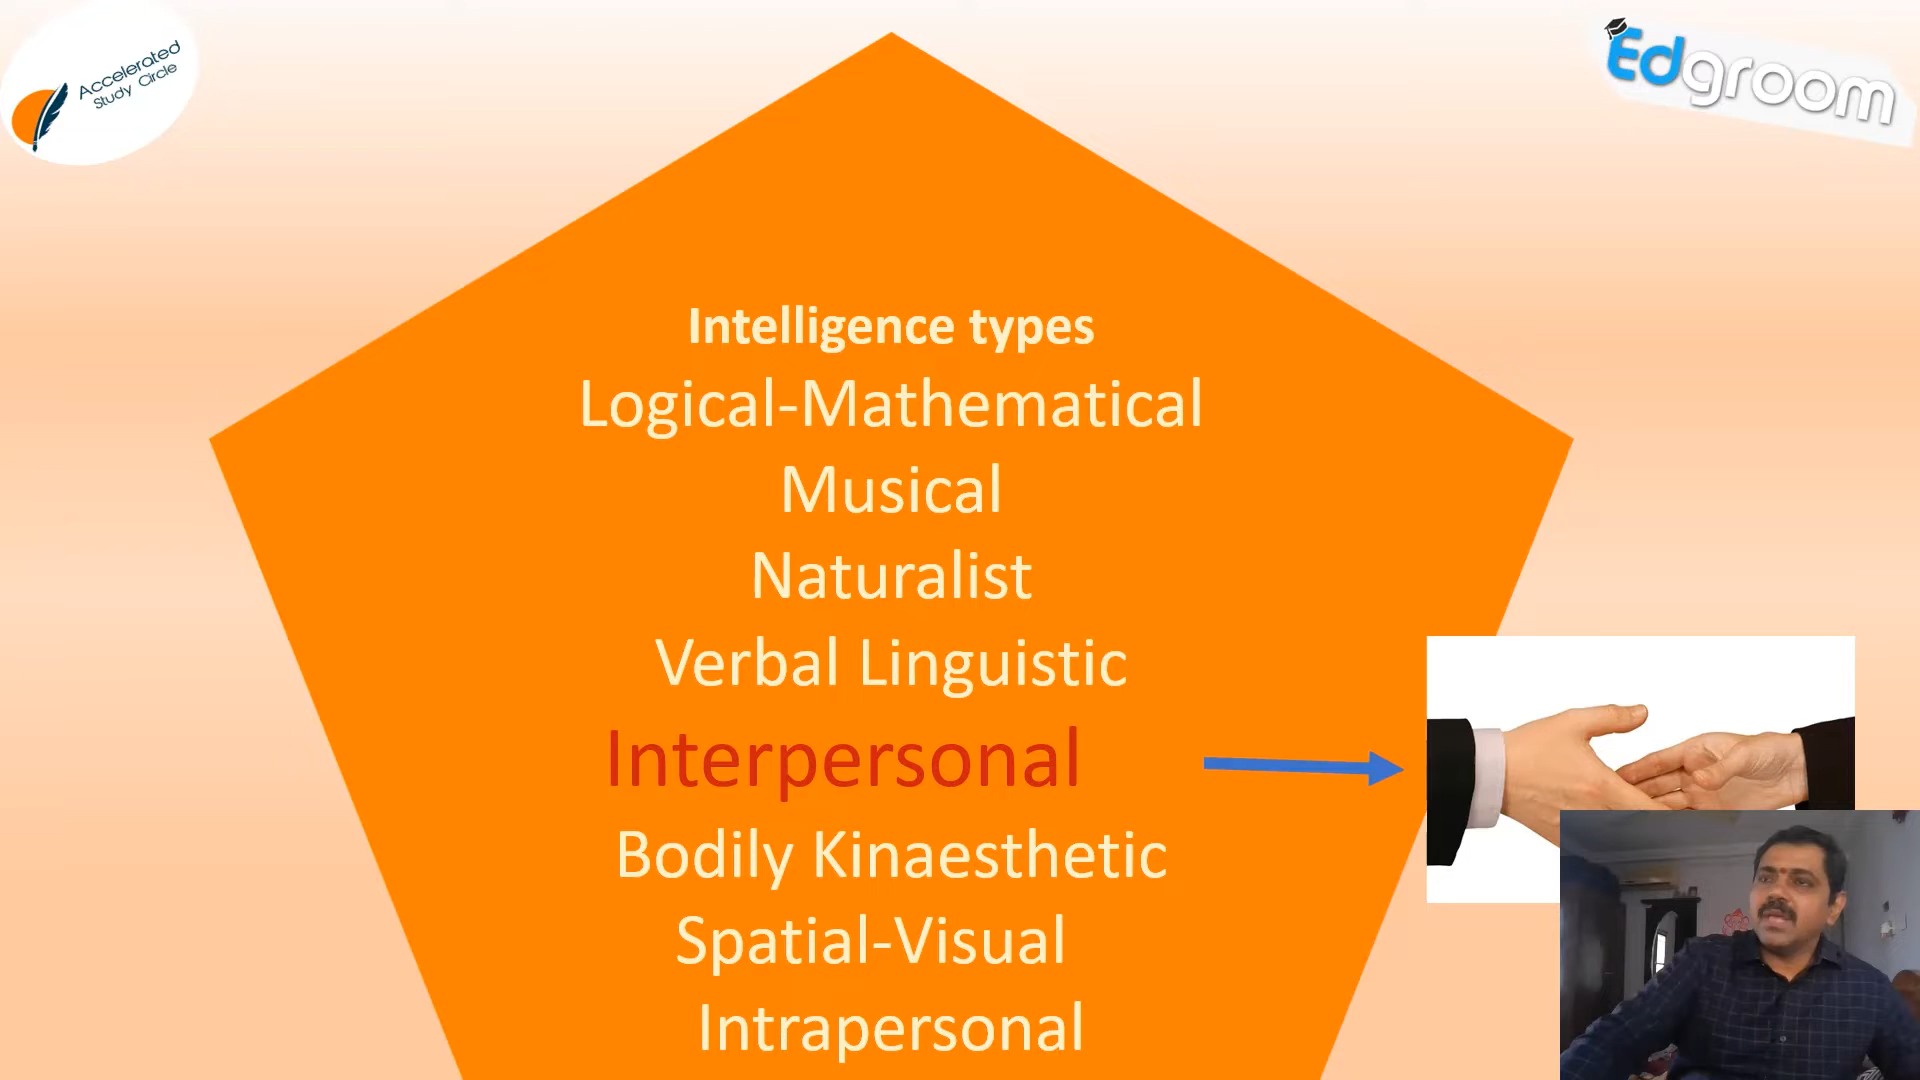 Accelerated
Study Circle
Edgroom
Intelligence types
Logical-Mathematical
Musical
Naturalist
Verbal Linguistic
Interpersonal
Bodily Kinaesthetic
Spatial-Visual
Intrapersonal